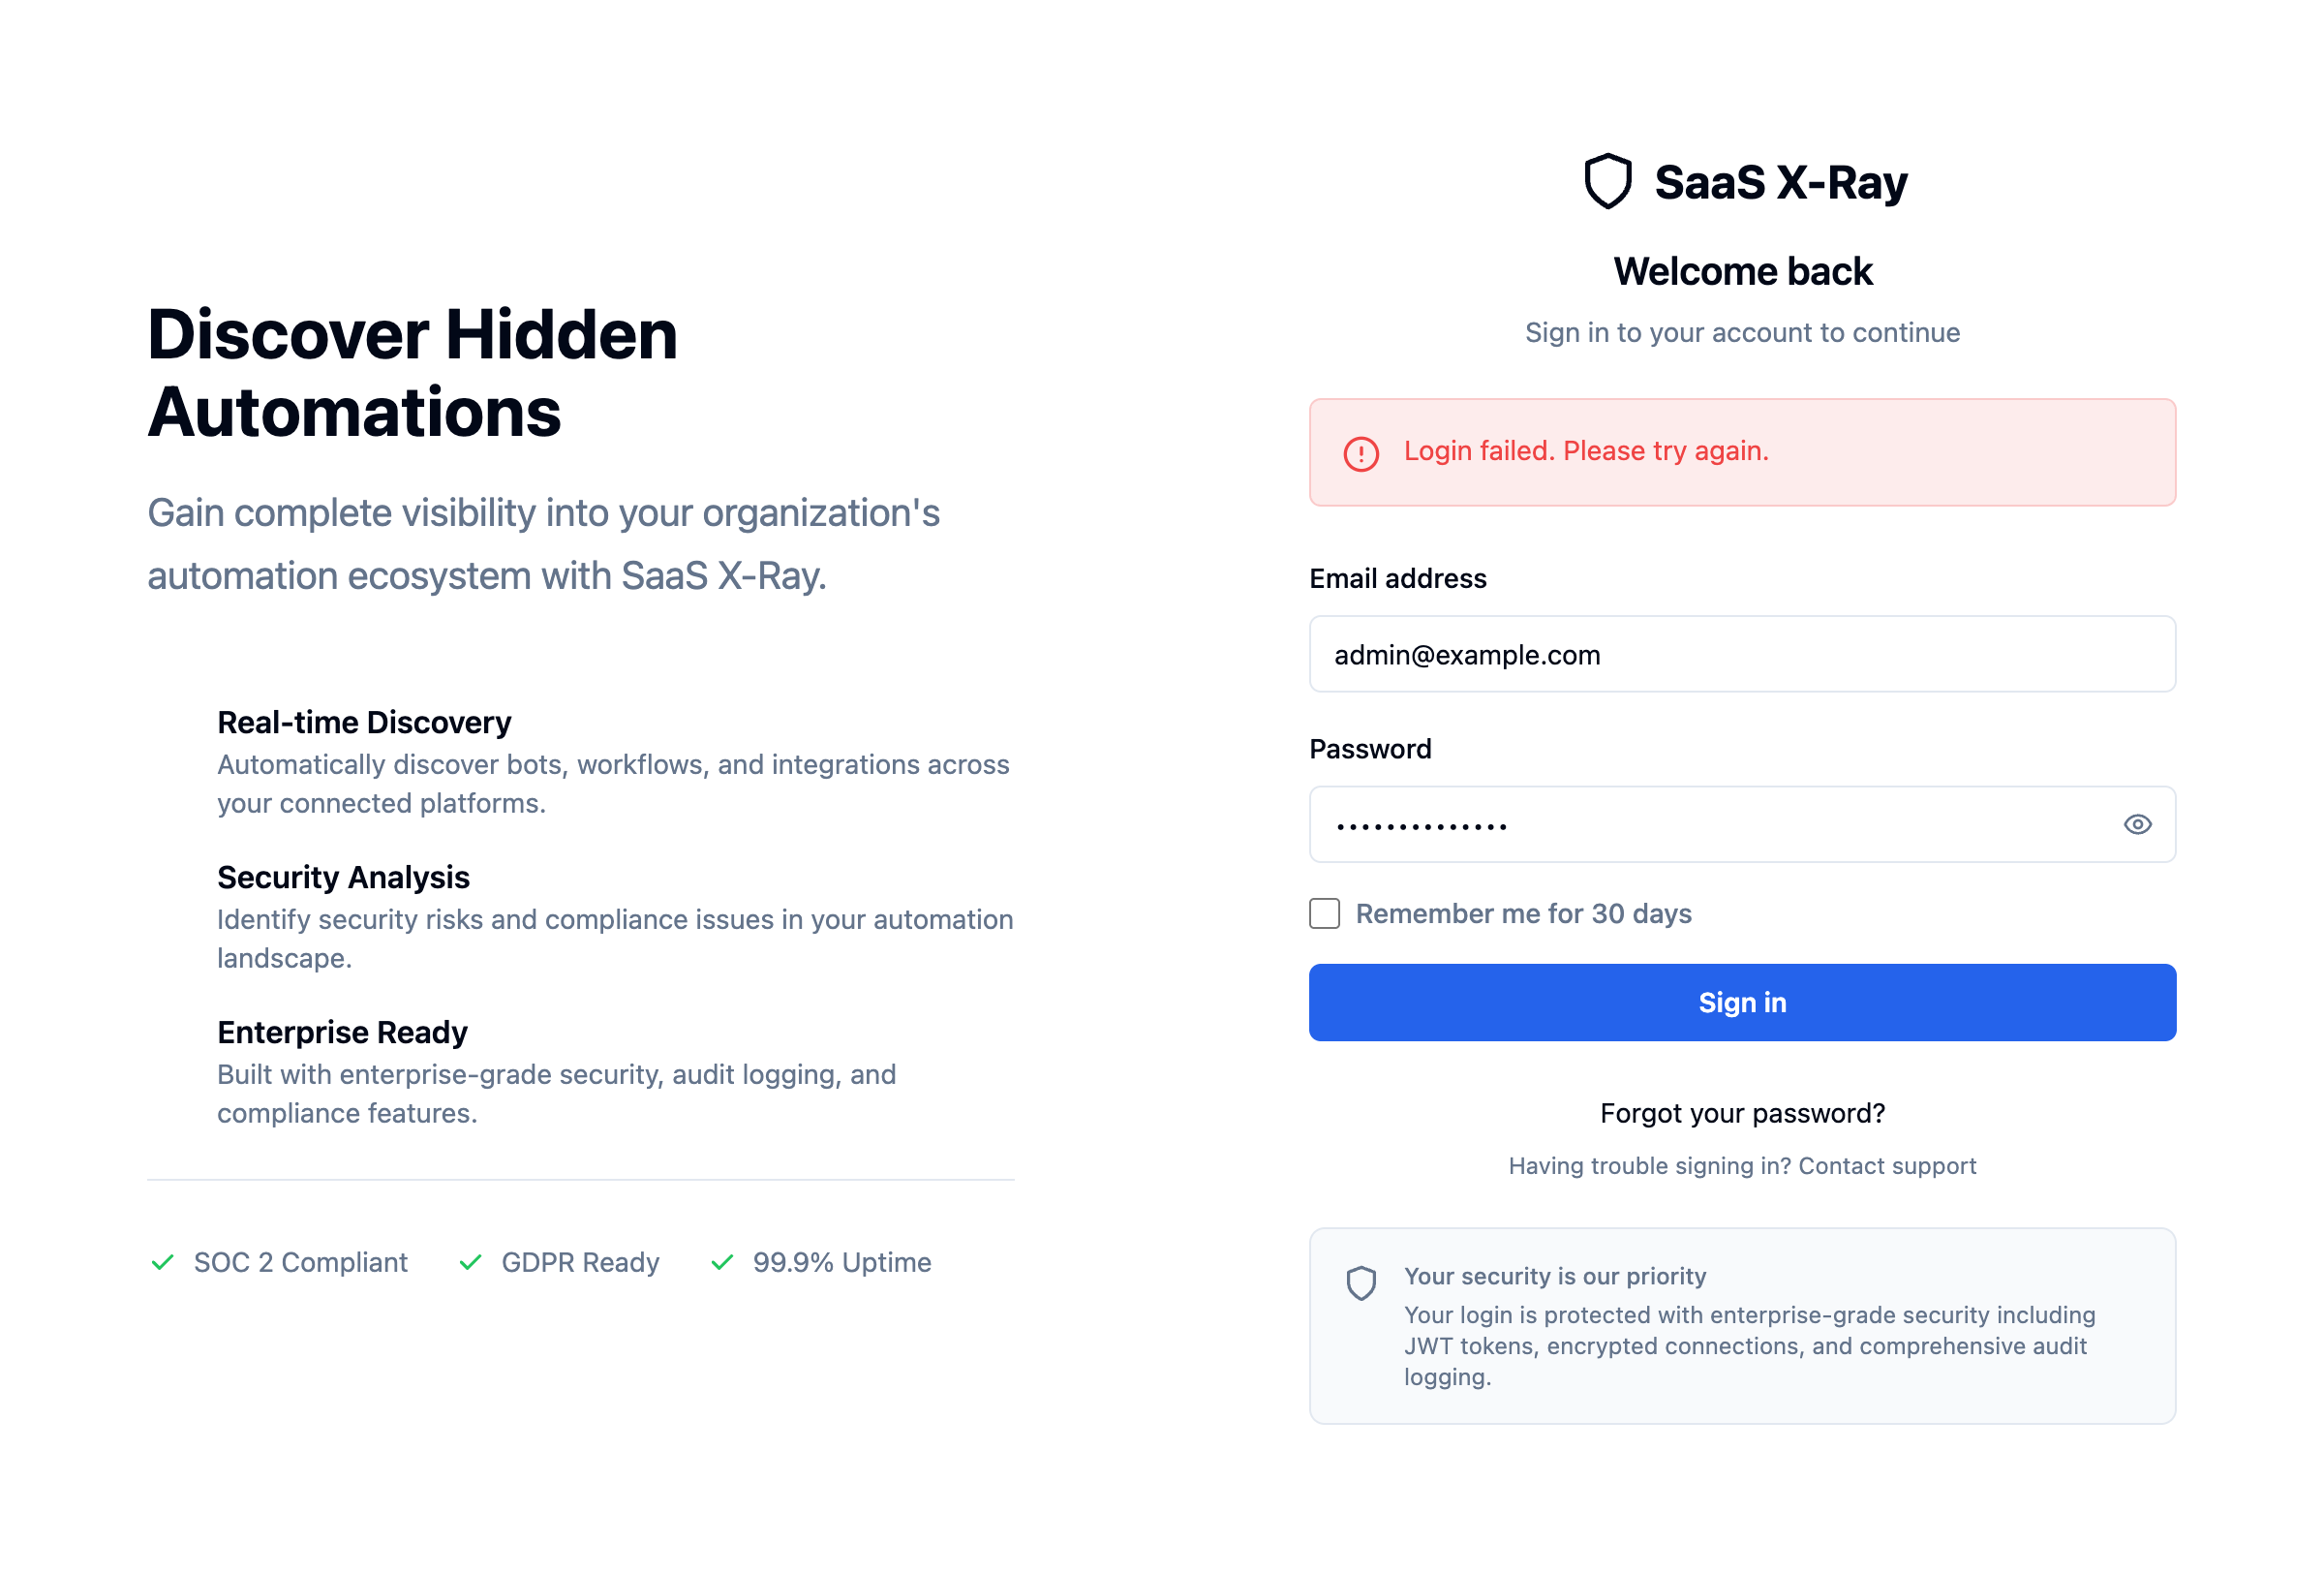 Discover Hidden
Automations
Gain complete visibility into your organization's
automation ecosystem with SaaS X-Ray.
Real-time Discovery
Automatically discover bots, workflows, and integrations across
your connected platforms.
Security Analysis
Identify security risks and compliance issues in your automation
landscape.
Enterprise Ready
Built with enterprise-grade security, audit logging, and
compliance features.
SOC 2 Compliant
GDPR Ready
99.9% Uptime
SaaS X-Ray
Welcome back
Sign in to your account to continue
Login failed. Please try again.
Email address
admin@example.com
Password
••••••••••••••
Remember me for 30 days
Sign in
Forgot your password?
Having trouble signing in? Contact support
Your security is our priority
Your login is protected with enterprise-grade security including
JWT tokens, encrypted connections, and comprehensive audit
logging.